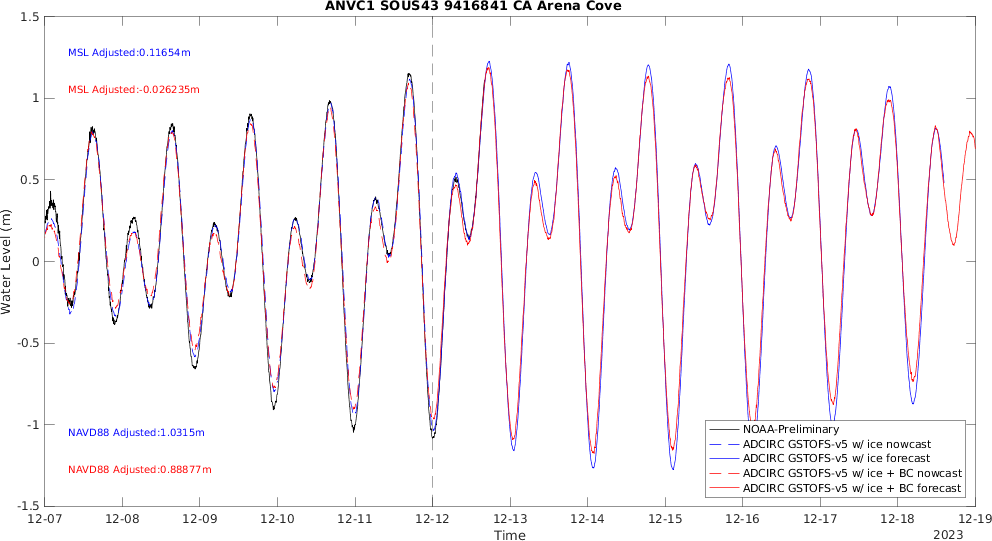 ANVC1 SOUS43 9416841 CA Arena Cove
1.5
1
0.5
0
-0.5
-1
-1.5
Water Level (m)
MSL Adjusted:0.11654m
MSL Adjusted:-0.026235m
NAVD88 Adjusted:1.0315m
NAVD88 Adjusted:0.88877m
NOAA-Preliminary
ADCIRC GSTOFS-v5 w/ ice nowcast
ADCIRC GSTOFS-v5 w/ ice forecast
ADCIRC GSTOFS-v5 w/ ice + BC nowcast
ADCIRC GSTOFS-v5 w/ ice + BC forecast
12-07 12-08 12-09 12-10 12-11 12-12 12-13 12-14 12-15 12-16 12-17 12-18 12-19
Time
2023